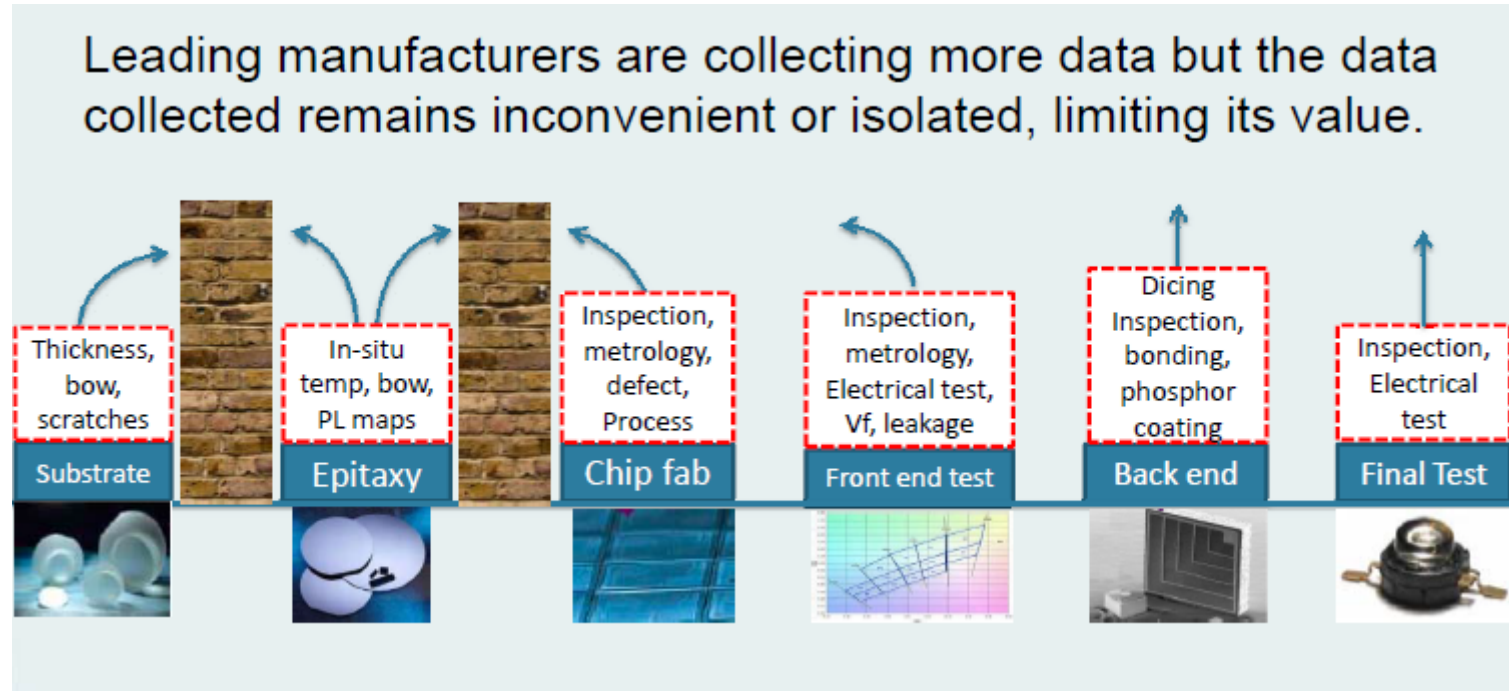 Leading manufacturers are collecting more data but the data
collected remains inconvenient or isolated, limiting its value.
Thickness,
bow,
scratches
Substrate
In-situ
temp, bow,
PL maps
Epitaxy
Inspection,
metrology,
defect,
Process
Chip fab
Inspection,
metrology,
Electrical test,
Vf, leakage
Front end test
Dicing
Inspection,
bonding,
phosphor
coating
Back end
Inspection,
Electrical
test
Final Test